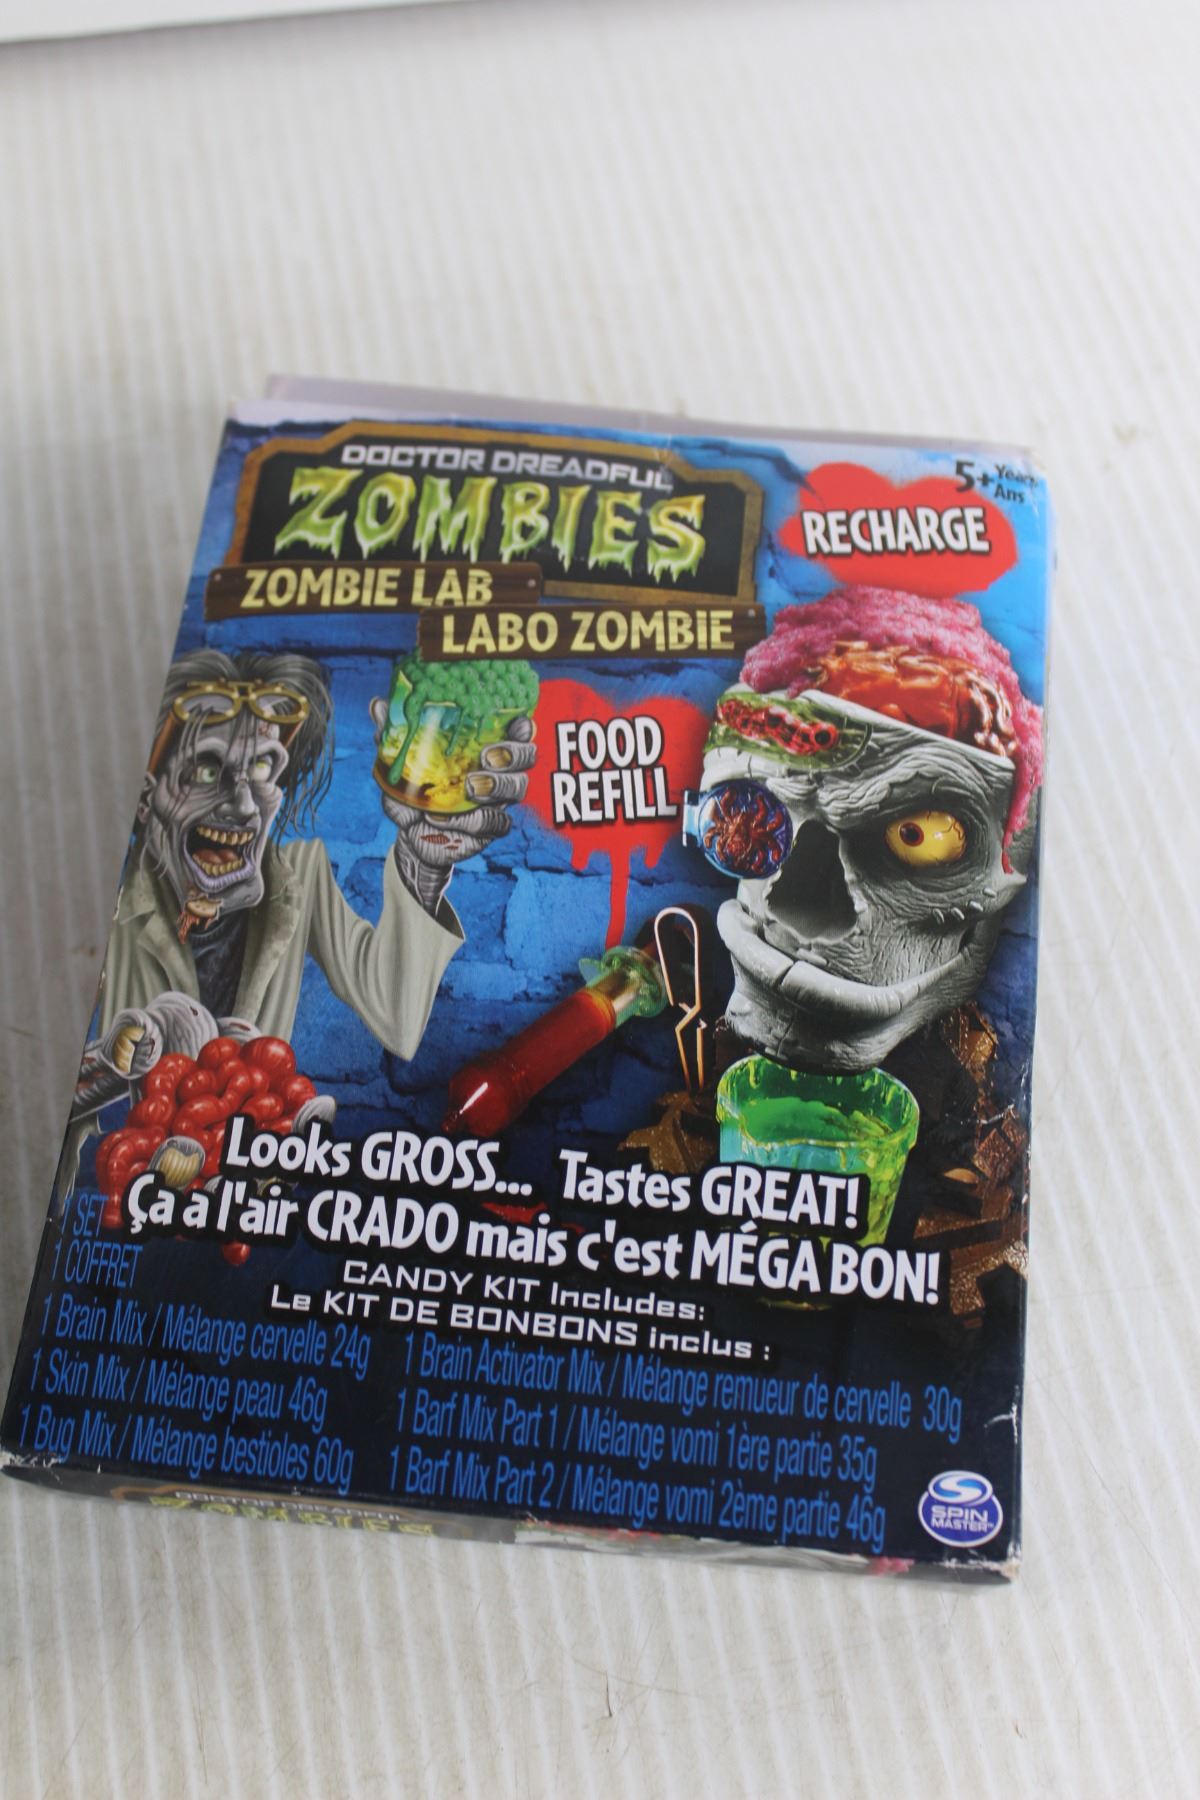 DOCTOR DREADFUL
ZOMBIES
ZOMBIE LAB
LABO ZOMBIE
5+ Years
Ans
RECHARGE
FOOD
REFILL
Looks GROSS... Tastes GREAT!
Ça a l'air CRADO mais c'est MÉGA BON!
1 SET
1 COFFRET
CANDY KIT Includes:
Le KIT DE BONBONS inclus :
1 Brain Mix / Mélange cervelle 24g
1 Skin Mix / Mélange peau 46g
1 Bug Mix / Mélange bestioles 60g
1 Brain Activator Mix / Mélange remueur de cervelle 30g
1 Barf Mix Part 1 / Mélange vomi 1ère partie 35g
1 Barf Mix Part 2 / Mélange vomi 2ème partie 46g
SPIN
MASTER™
DOCTOR DREADFUL
ZOMBIES